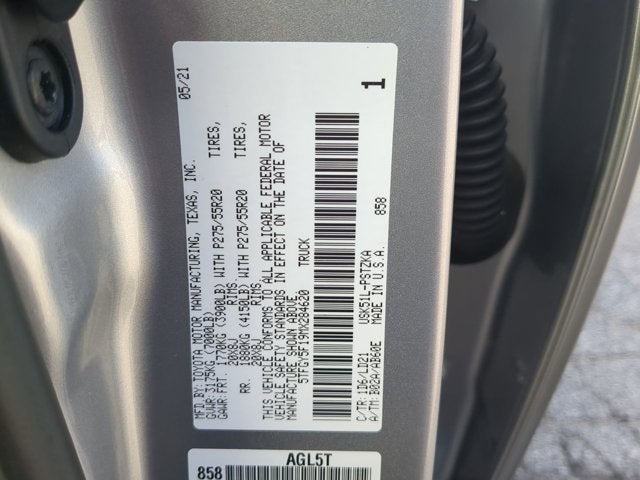 MFD. BY: TOYOTA MOTOR MANUFACTURING, TEXAS, INC. 05/21
GVWR: 3175KG (7000LB)
GAWR: FRT. 1770KG (3900LB) WITH P275/55R20 TIRES,
20X8J RIMS,
RR. 1880KG (4150LB) WITH P275/55R20 TIRES,
20X8J RIMS.
THIS VEHICLE CONFORMS TO ALL APPLICABLE FEDERAL MOTOR
VEHICLE SAFETY STANDARDS IN EFFECT ON THE DATE OF
MANUFACTURE SHOWN ABOVE.
5TFGY5F19MX284620 TRUCK
USK51L-PSTZKA 858
C/TR: 1D6/LD21
A/TM: B02A/AB60E MADE IN U.S.A.
1
858 AGL5T